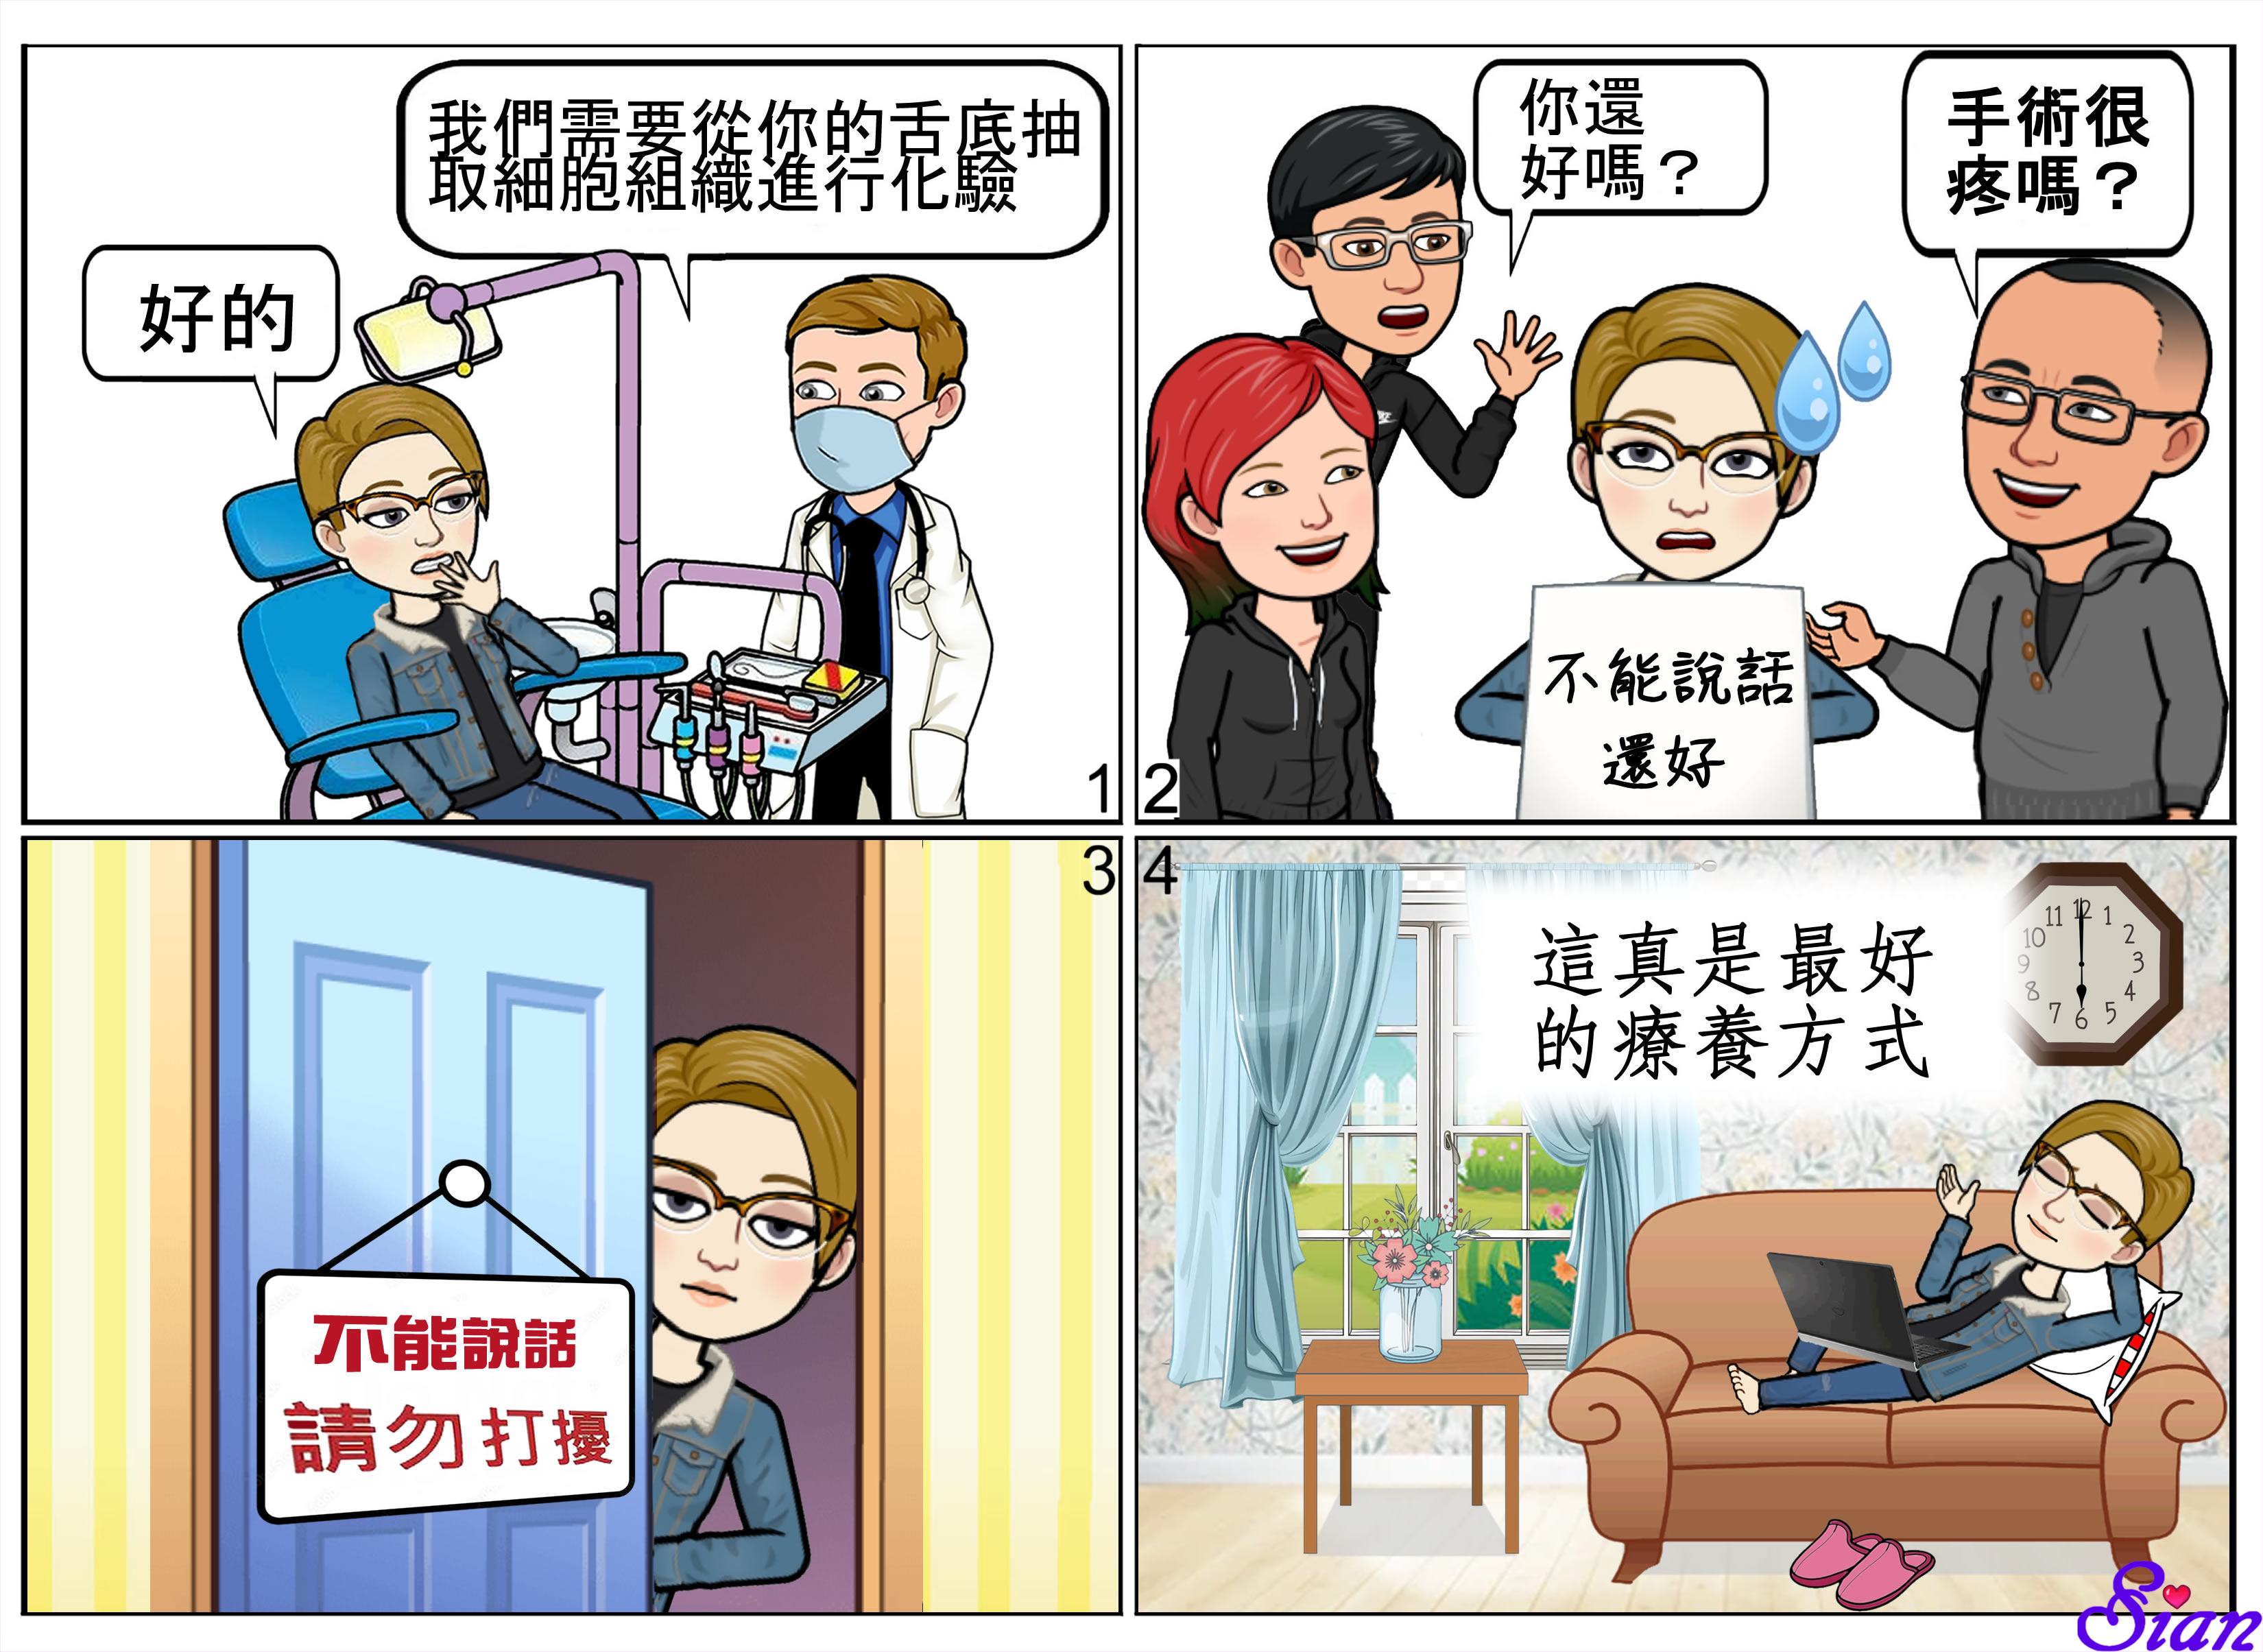 好的
我們需要從你的舌底抽
取細胞組織進行化驗
1
你還
好嗎？
手術很
疼嗎？
NIKE
不能說話
還好
2
3
不能說話
請勿打擾
4
這真是最好
的療養方式
11 12 1
10 2
9 3
8 4
7 6 5
Sian